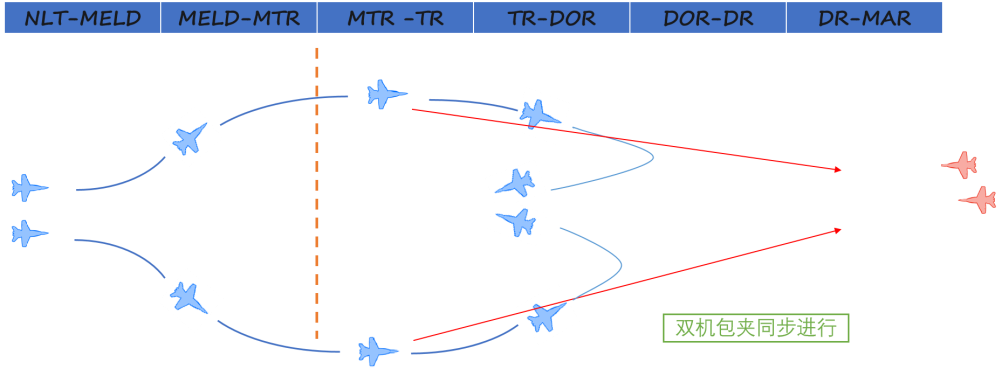 NLT-MELD
MELD-MTR
MTR -TR
TR-DOR
DOR-DR
DR-MAR
双机包夹同步进行